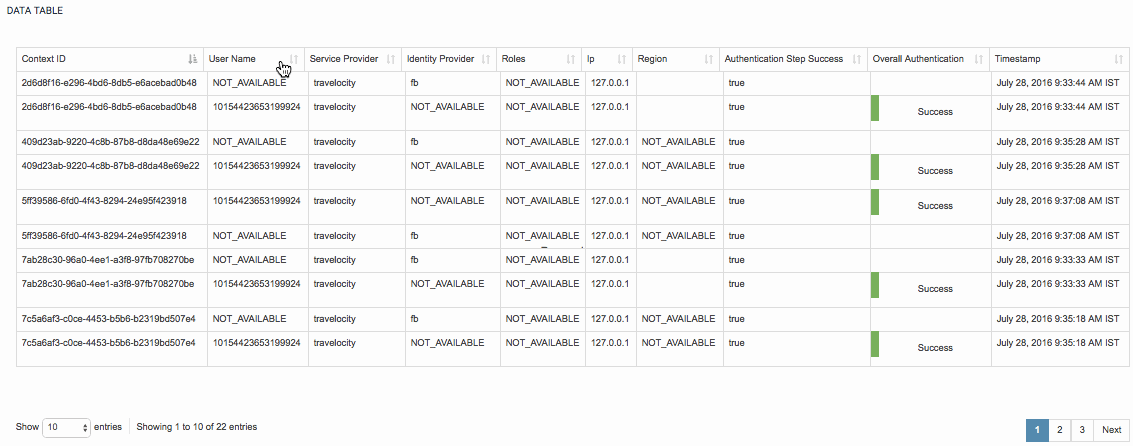 DATA TABLE
Context ID User Name Service Provider Identity Provider Roles Ip Region Authentication Step Success Overall Authentication Timestamp
2d6d8f16-e296-4bd6-8db5-e6acebad0b48 NOT_AVAILABLE travelocity fb NOT_AVAILABLE 127.0.0.1 true July 28, 2016 9:33:44 AM IST
2d6d8f16-e296-4bd6-8db5-e6acebad0b48 10154423653199924 travelocity NOT_AVAILABLE NOT_AVAILABLE 127.0.0.1 true Success July 28, 2016 9:33:44 AM IST
409d23ab-9220-4c8b-87b8-d8da48e69e22 NOT_AVAILABLE travelocity fb NOT_AVAILABLE 127.0.0.1 NOT_AVAILABLE true July 28, 2016 9:35:28 AM IST
409d23ab-9220-4c8b-87b8-d8da48e69e22 10154423653199924 travelocity NOT_AVAILABLE NOT_AVAILABLE 127.0.0.1 NOT_AVAILABLE true Success July 28, 2016 9:35:28 AM IST
5ff39586-6fd0-4f43-8294-24e95f423918 10154423653199924 travelocity NOT_AVAILABLE NOT_AVAILABLE 127.0.0.1 NOT_AVAILABLE true Success July 28, 2016 9:37:08 AM IST
5ff39586-6fd0-4f43-8294-24e95f423918 NOT_AVAILABLE travelocity fb NOT_AVAILABLE 127.0.0.1 NOT_AVAILABLE true July 28, 2016 9:37:08 AM IST
7ab28c30-96a0-4ee1-a3f8-97fb708270be NOT_AVAILABLE travelocity fb NOT_AVAILABLE 127.0.0.1 true July 28, 2016 9:33:33 AM IST
7ab28c30-96a0-4ee1-a3f8-97fb708270be 10154423653199924 travelocity NOT_AVAILABLE NOT_AVAILABLE 127.0.0.1 true Success July 28, 2016 9:33:33 AM IST
7c5a6af3-c0ce-4453-b5b6-b2319bd507e4 NOT_AVAILABLE travelocity fb NOT_AVAILABLE 127.0.0.1 NOT_AVAILABLE true July 28, 2016 9:35:18 AM IST
7c5a6af3-c0ce-4453-b5b6-b2319bd507e4 10154423653199924 travelocity NOT_AVAILABLE NOT_AVAILABLE 127.0.0.1 NOT_AVAILABLE true Success July 28, 2016 9:35:18 AM IST
Show 10 entries Showing 1 to 10 of 22 entries 1 2 3 Next